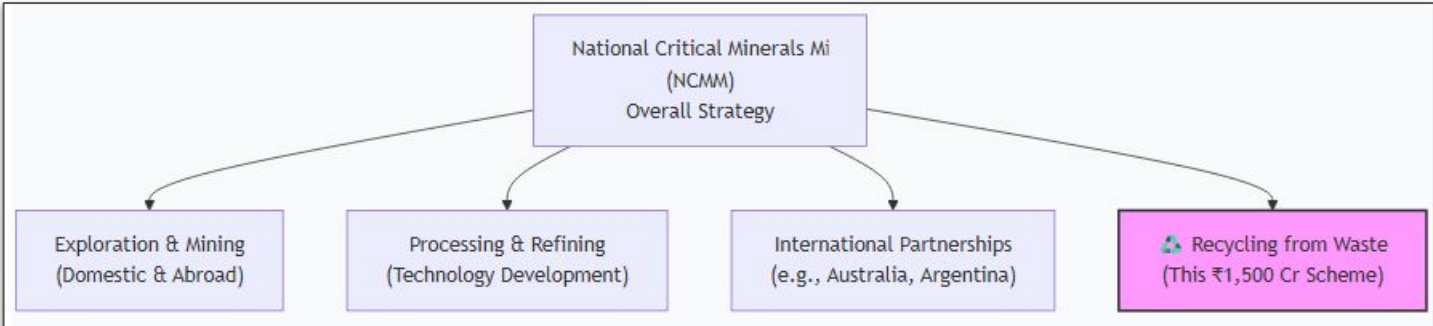 National Critical Minerals Mi
(NCMM)
Overall Strategy
Exploration & Mining
(Domestic & Abroad)
Processing & Refining
(Technology Development)
International Partnerships
(e.g., Australia, Argentina)
♻ Recycling from Waste
(This ₹1,500 Cr Scheme)